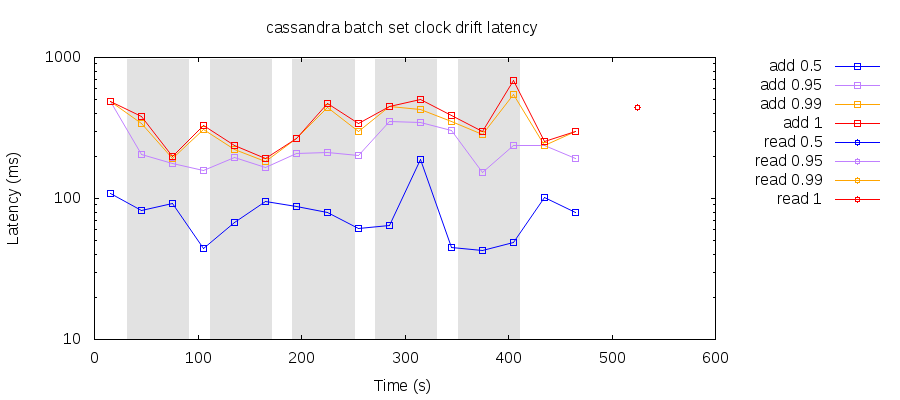 cassandra batch set clock drift latency
Latency (ms)
1000
100
10
0 100 200 300 400 500 600
Time (s)
add 0.5
add 0.95
add 0.99
add 1
read 0.5
read 0.95
read 0.99
read 1